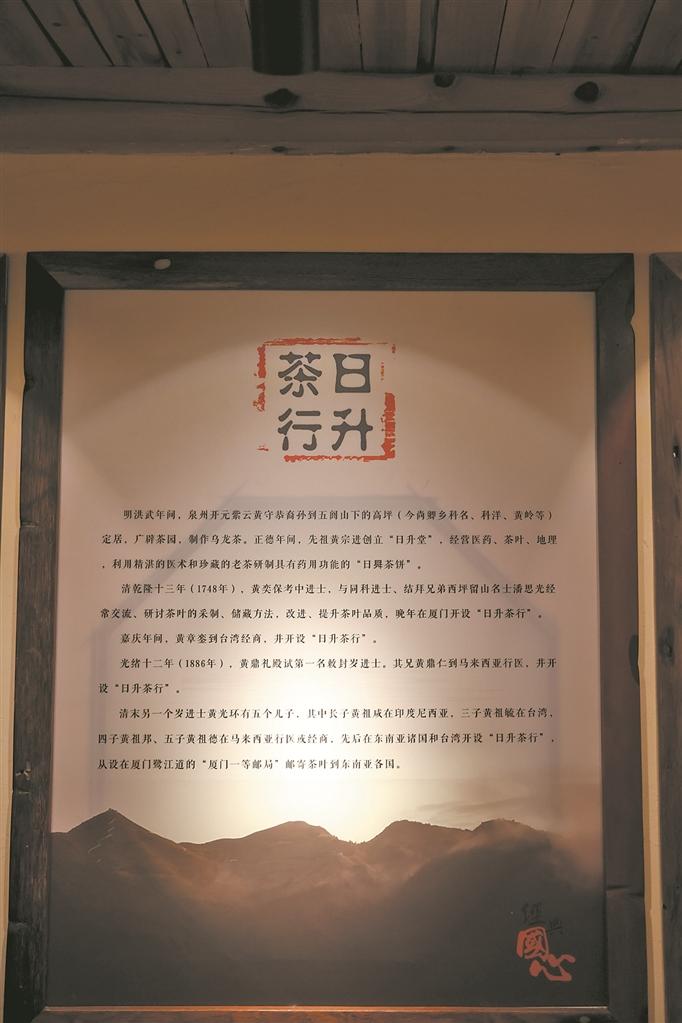 日升
茶行
明洪武年间，泉州开元紫云黄守恭裔孙到五阆山下的高坪（今尚卿乡科名、科洋、黄岭等）
定居，广辟茶园，制作乌龙茶。正德年间，先祖黄宗进创立“日升堂”，经营医药、茶叶、地理
，利用精湛的医术和珍藏的老茶研制具有药用功能的“日興茶饼”。
清乾隆十三年（1748年），黄奕保考中进士，与同科进士、结拜兄弟西坪留山名士潘思光经
常交流、研讨茶叶的采制、储藏方法，改进、提升茶叶品质，晚年在厦门开设“日升茶行”。
嘉庆年间，黄章銮到台湾经商，并开设“日升茶行”。
光绪十二年（1886年），黄鼎礼殿试第一名敕封岁进士。其兄黄鼎仁到马来西亚行医，并开
设“日升茶行”。
清末另一个岁进士黄光环有五个儿子，其中长子黄祖咸在印度尼西亚，三子黄祖毓在台湾，
四子黄祖邦、五子黄祖德在马来西亚行医或经商，先后在东南亚诸国和台湾开设“日升茶行”，
从设在厦门鹭江道的“厦门一等邮局”邮寄茶叶到东南亚各国。
經典
國心